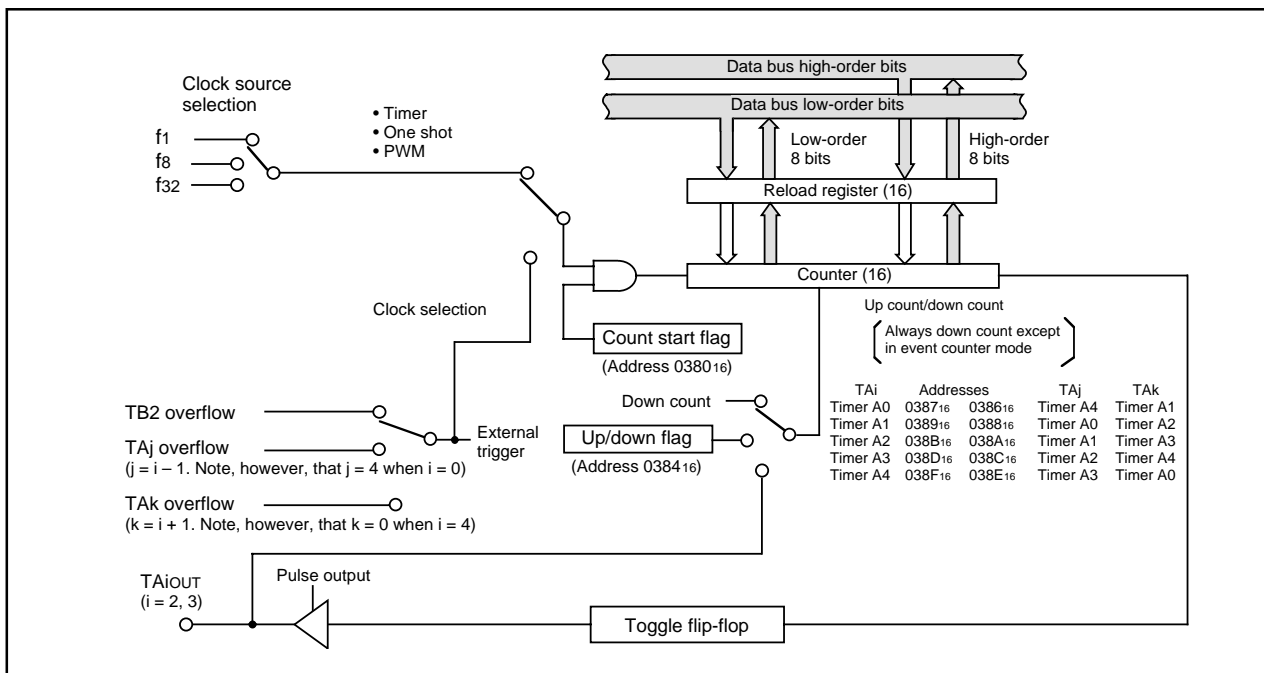 Data bus high-order bits
Clock source
selection
Data bus low-order bits
• Timer
• One shot
• PWM
f1
f8
f32
Low-order
8 bits
High-order
8 bits
Reload register (16)
Counter (16)
Clock selection
Up count/down count
Always down count except
in event counter mode
Count start flag
(Address 038016)
TAi Addresses TAj TAk
Timer A0 038716 038616 Timer A4 Timer A1
Timer A1 038916 038816 Timer A0 Timer A2
Timer A2 038B16 038A16 Timer A1 Timer A3
Timer A3 038D16 038C16 Timer A2 Timer A4
Timer A4 038F16 038E16 Timer A3 Timer A0
Down count
Up/down flag
(Address 038416)
TB2 overflow
External
trigger
TAj overflow
(j = i – 1. Note, however, that j = 4 when i = 0)
TAk overflow
(k = i + 1. Note, however, that k = 0 when i = 4)
Pulse output
TAiOUT
(i = 2, 3)
Toggle flip-flop